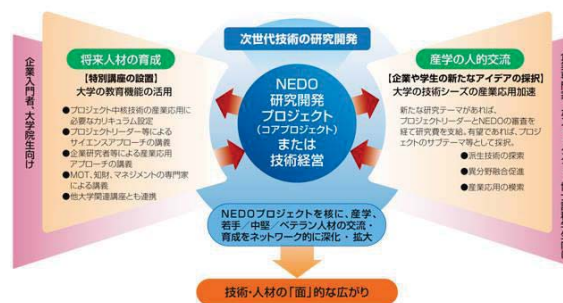 次世代技術の研究開発
将来人材の育成
【特別講座の設置】
大学の教育機能の活用
●プロジェクト中核技術の産業応用に
必要なカリキュラム設定
●プロジェクトリーダー等による
サイエンスアプローチの講義
●企業研究者等による産業応用
アプローチの講義
●MOT、知財、マネジメントの専門家
による講義
●他大学関連講座とも連携
企業入門者、大学院生向け
NEDO
研究開発
プロジェクト
(コアプロジェクト)
または
技術経営
産学の人的交流
【企業や学生の新たなアイデアの採択】
大学の技術シーズの産業応用加速
新たな研究テーマがあれば、
プロジェクトリーダーとNEDOの審査を
経て研究費を支給。有望であれば、プロジェ
クトのサブテーマ等として採択。
●派生技術の探索
●異分野融合促進
●産業応用の模索
NEDOプロジェクトを核に、産学、
若手/中堅/ベテラン人材の交流・
育成をネットワーク的に深化・拡大
技術・人材の「面」的な広がり